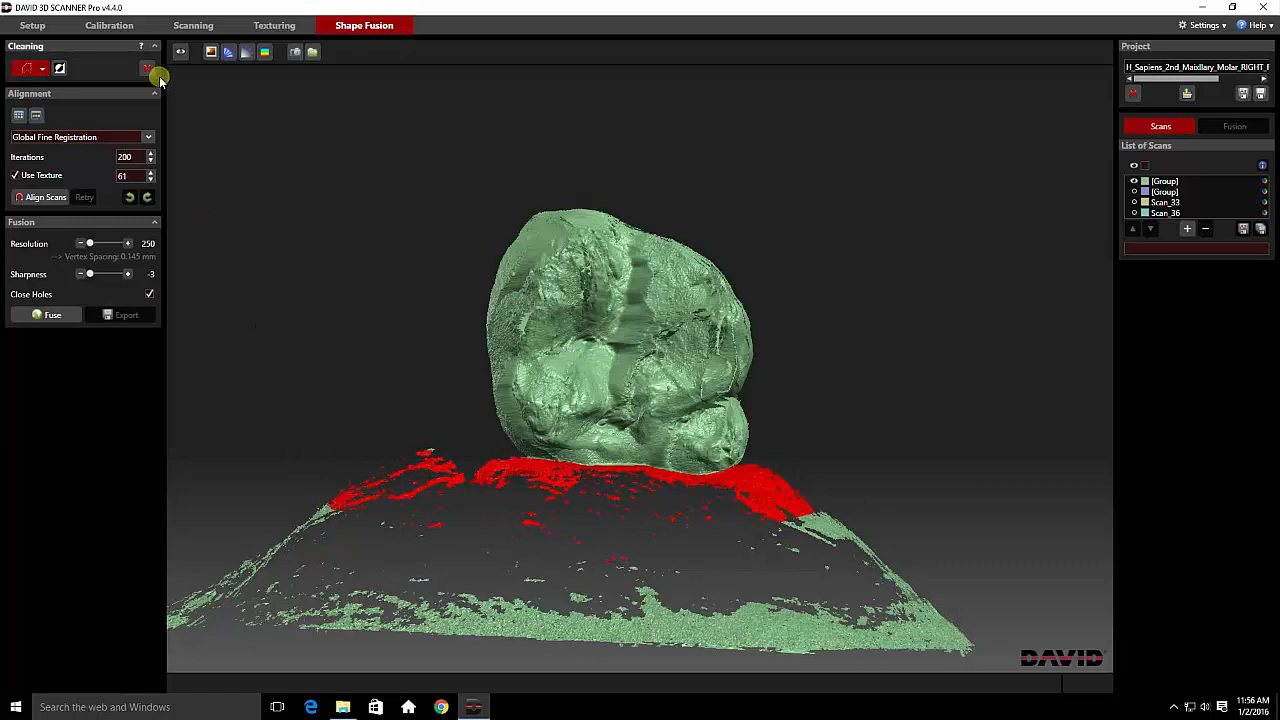 DAVID 3D SCANNER Pro v4.4.0
Setup
Calibration
Scanning
Texturing
Shape Fusion
Settings
Help
Cleaning
?
Alignment
Global Fine Registration
Iterations 200
Use Texture 61
Align Scans Retry
Fusion
Resolution 250
--> Vertex Spacing: 0.145 mm
Sharpness -3
Close Holes
Fuse Export
Project
H_Sapiens_2nd_Maixllary_Molar_RIGHT_
Scans Fusion
List of Scans
[Group]
[Group]
Scan_33
Scan_36
DAVID
Search the web and Windows
11:56 AM
1/2/2016